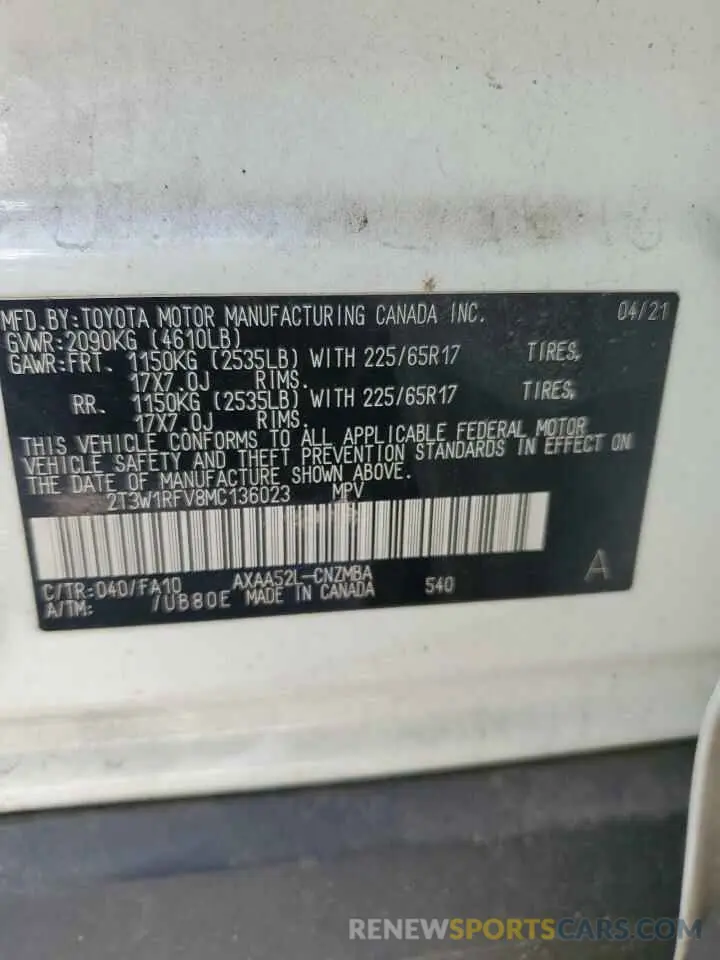 MFD.BY:TOYOTA MOTOR MANUFACTURING CANADA INC. 04/21
GVWR:2090KG (4610LB)
GAWR:FRT. 1150KG (2535LB) WITH 225/65R17 TIRES,
17X7.0J RIMS.
RR. 1150KG (2535LB) WITH 225/65R17 TIRES,
17X7.0J RIMS.
THIS VEHICLE CONFORMS TO ALL APPLICABLE FEDERAL MOTOR
VEHICLE SAFETY AND THEFT PREVENTION STANDARDS IN EFFECT ON
THE DATE OF MANUFACTURE SHOWN ABOVE.
2T3W1RFV8MC136023 MPV
C/TR:040/FA10 AXAA52L-CNZMBA A
A/TM: /UB80E MADE IN CANADA 540
RENEWSPORTSCARS.COM